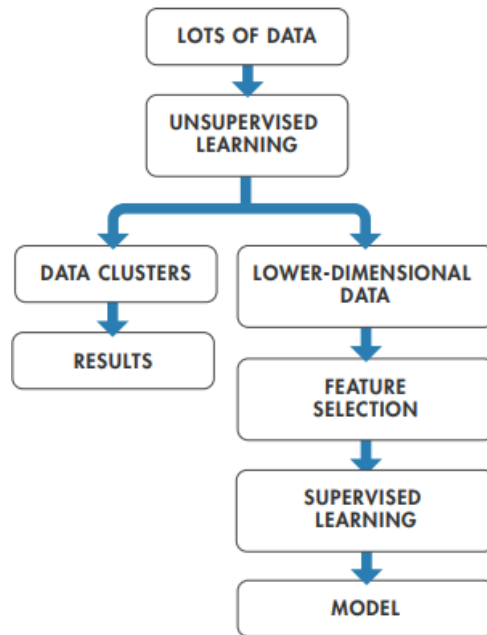 LOTS OF DATA
UNSUPERVISED
LEARNING
DATA CLUSTERS
RESULTS
LOWER-DIMENSIONAL
DATA
FEATURE
SELECTION
SUPERVISED
LEARNING
MODEL